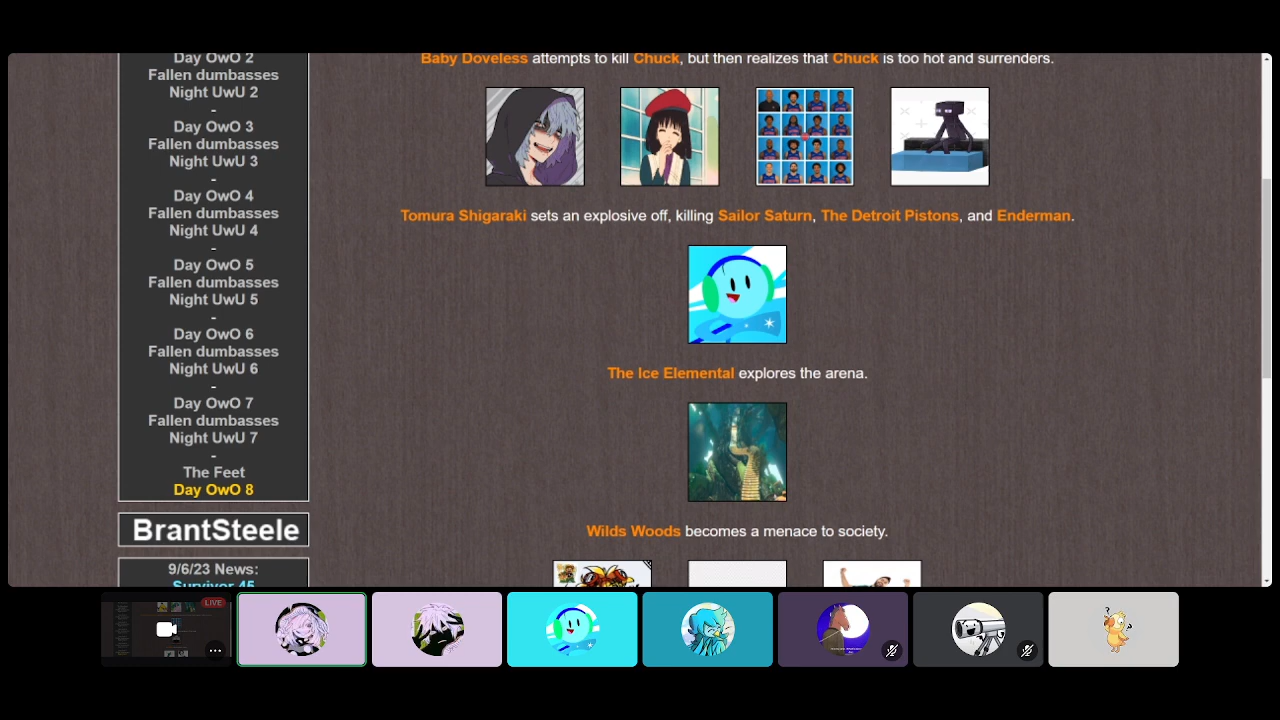 Day OwO 2
Fallen dumbasses
Night UwU 2
-
Day OwO 3
Fallen dumbasses
Night UwU 3
-
Day OwO 4
Fallen dumbasses
Night UwU 4
-
Day OwO 5
Fallen dumbasses
Night UwU 5
-
Day OwO 6
Fallen dumbasses
Night UwU 6
-
Day OwO 7
Fallen dumbasses
Night UwU 7
-
The Feet
Day OwO 8
BrantSteele
9/6/23 News:
Survivor 45
Baby Doveless attempts to kill Chuck, but then realizes that Chuck is too hot and surrenders.
Tomura Shigaraki sets an explosive off, killing Sailor Saturn, The Detroit Pistons, and Enderman.
The Ice Elemental explores the arena.
Wilds Woods becomes a menace to society.
LIVE